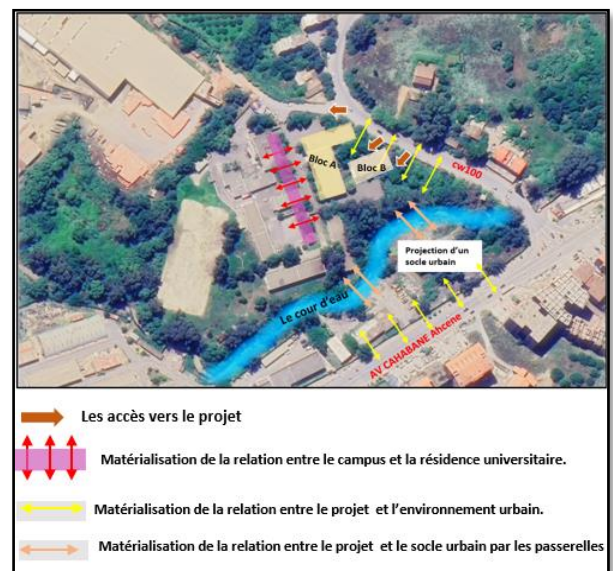 Bloc A
Bloc B
cw100
Projection d'un
socle urbain
Le cour d'eau
AV CAHABANE Ahcene
Les accès vers le projet
Matérialisation de la relation entre le campus et la résidence universitaire.
Matérialisation de la relation entre le projet et l'environnement urbain.
Matérialisation de la relation entre le projet et le socle urbain par les passerelles